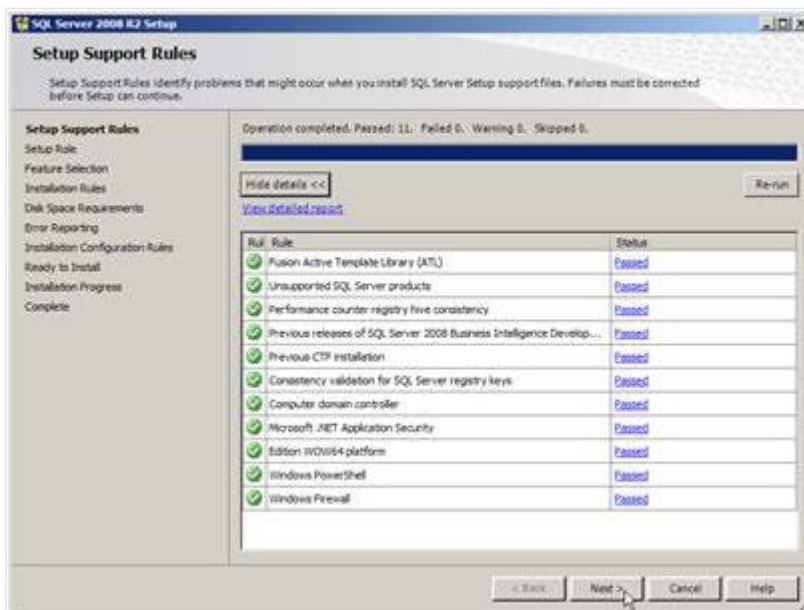 SQL Server 2008 R2 Setup
Setup Support Rules
Setup Support Rules identify problems that might occur when you install SQL Server Setup support files. Failures must be corrected
before Setup can continue.
Setup Support Rules
Setup Role
Feature Selection
Installation Rules
Disk Space Requirements
Error Reporting
Installation Configuration Rules
Ready to Install
Installation Progress
Complete
Operation completed. Passed: 11. Failed 0. Warning 0. Skipped 0.
Hide details <<
Re-run
View detailed report
Rul Rule Status
Fusion Active Template Library (ATL) Passed
Unsupported SQL Server products Passed
Performance counter registry hive consistency Passed
Previous releases of SQL Server 2008 Business Intelligence Develop... Passed
Previous CTP installation Passed
Consistency validation for SQL Server registry keys Passed
Computer domain controller Passed
Microsoft .NET Application Security Passed
Edition WOW64 platform Passed
Windows PowerShell Passed
Windows Firewall Passed
< Back Next > Cancel Help